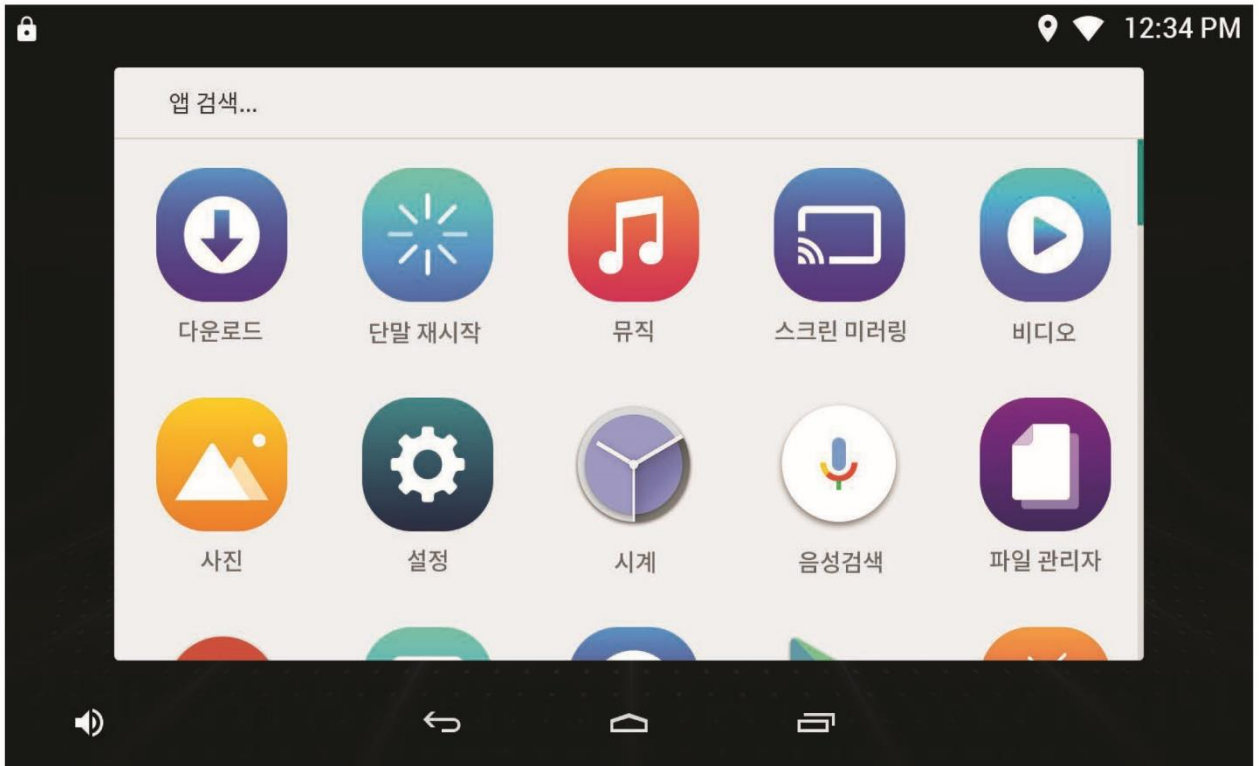 12:34 PM
앱 검색...
다운로드
단말 재시작
뮤직
스크린 미러링
비디오
사진
설정
시계
음성검색
파일 관리자